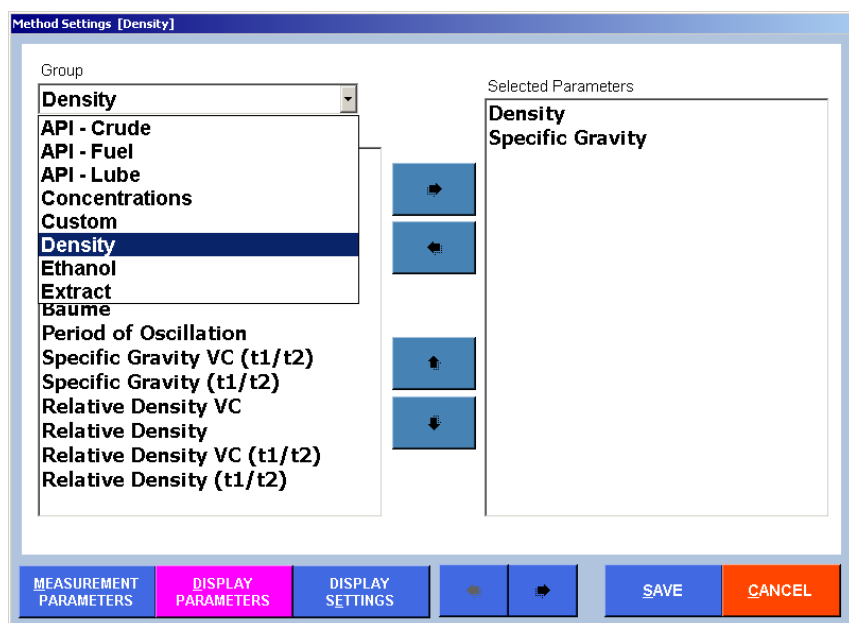 Method Settings [Density]
Group
Density
API - Crude
API - Fuel
API - Lube
Concentrations
Custom
Density
Ethanol
Extract
Baume
Period of Oscillation
Specific Gravity VC (t1/t2)
Specific Gravity (t1/t2)
Relative Density VC
Relative Density
Relative Density VC (t1/t2)
Relative Density (t1/t2)
Selected Parameters
Density
Specific Gravity
MEASUREMENT
PARAMETERS
DISPLAY
PARAMETERS
DISPLAY
SETTINGS
SAVE
CANCEL